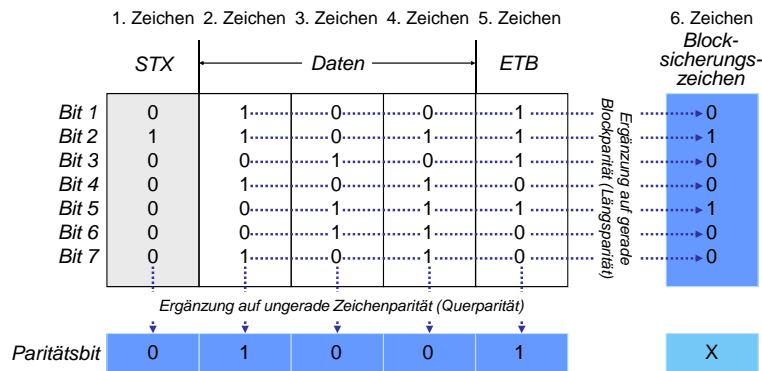 1. Zeichen 2. Zeichen 3. Zeichen 4. Zeichen 5. Zeichen 6. Zeichen
STX Daten ETB
Block-
sicherungs-
zeichen
Bit 1 0 1 0 0 1 0
Bit 2 1 1 0 1 1 1
Bit 3 0 0 1 0 1 0
Bit 4 0 1 0 1 0 0
Bit 5 0 0 1 1 1 1
Bit 6 0 0 1 1 0 0
Bit 7 0 1 0 1 0 0
Ergänzung auf gerade
Blockparität (Längsparität)
Ergänzung auf ungerade Zeichenparität (Querparität)
Paritätsbit 0 1 0 0 1 X